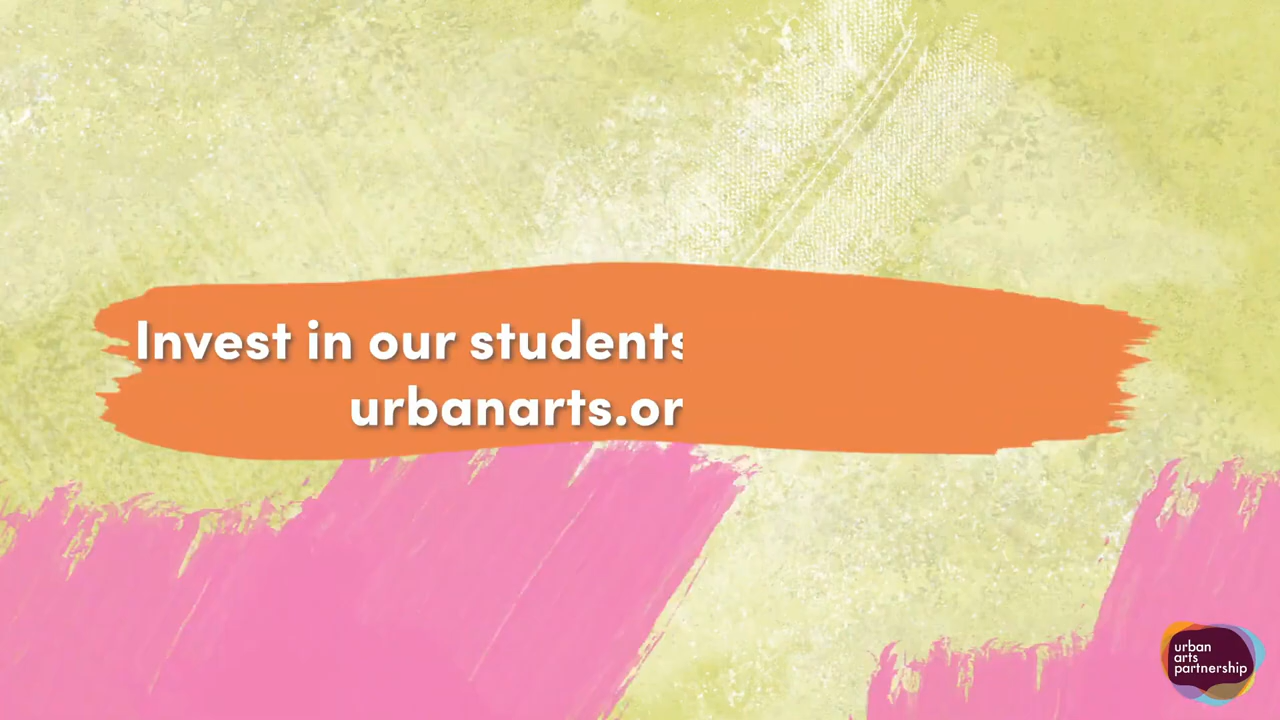 Invest in our students
urbanarts.or
urban
arts
partnership